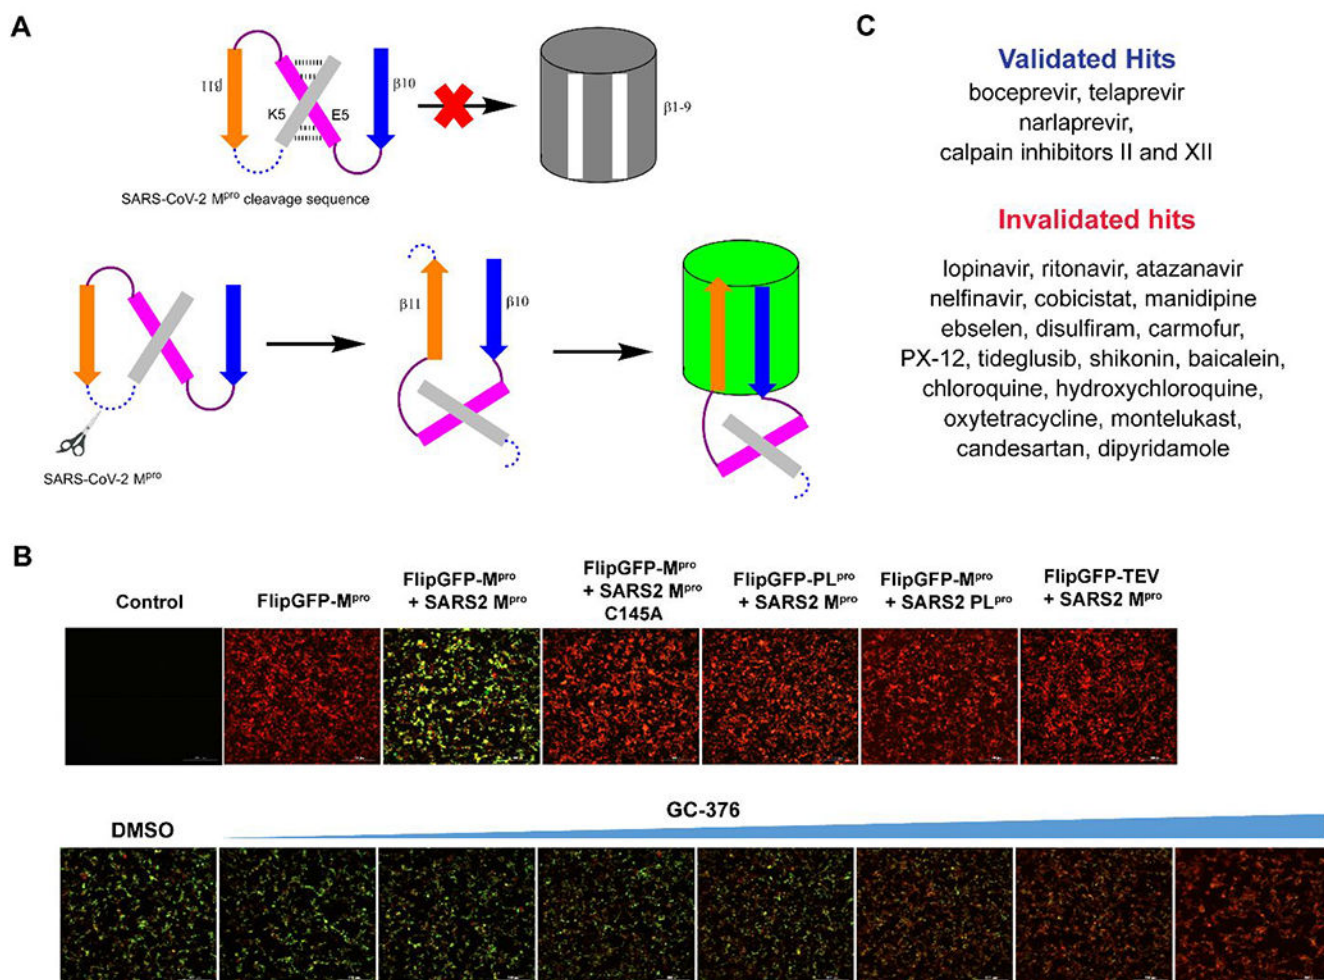 A
β11
K5
E5
β10
β1-9
SARS-CoV-2 Mpro cleavage sequence
β11
β10
SARS-CoV-2 Mpro
C
Validated Hits
boceprevir, telaprevir
narlaprevir,
calpain inhibitors II and XII
Invalidated hits
lopinavir, ritonavir, atazanavir
nelfinavir, cobicistat, manidipine
ebselen, disulfiram, carmofur,
PX-12, tideglusib, shikonin, baicalein,
chloroquine, hydroxychloroquine,
oxytetracycline, montelukast,
candesartan, dipyridamole
B
Control
FlipGFP-Mpro
FlipGFP-Mpro
+ SARS2 Mpro
FlipGFP-Mpro
+ SARS2 Mpro
C145A
FlipGFP-PLpro
+ SARS2 Mpro
FlipGFP-Mpro
+ SARS2 PLpro
FlipGFP-TEV
+ SARS2 Mpro
DMSO
GC-376